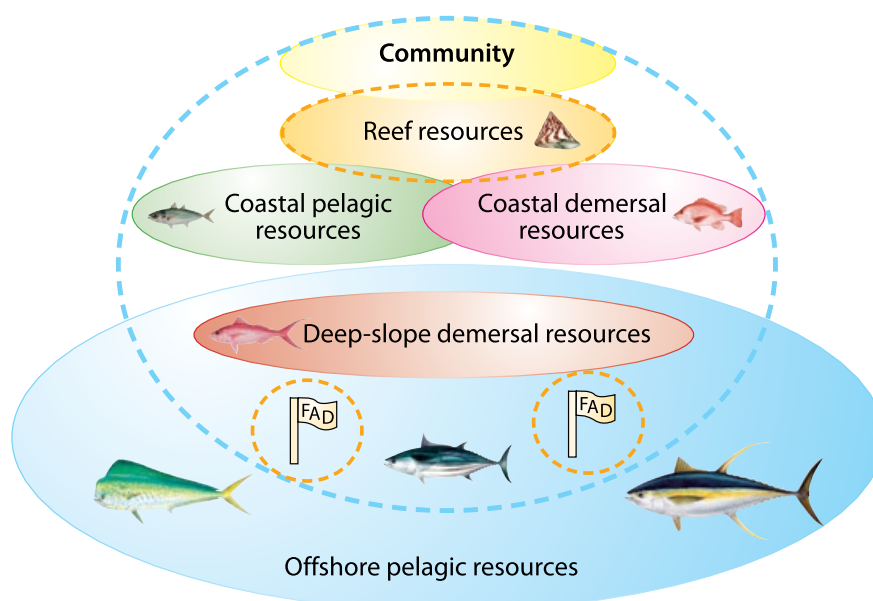 Community
Reef resources
Coastal pelagic
resources
Coastal demersal
resources
Deep-slope demersal resources
FAD
FAD
Offshore pelagic resources